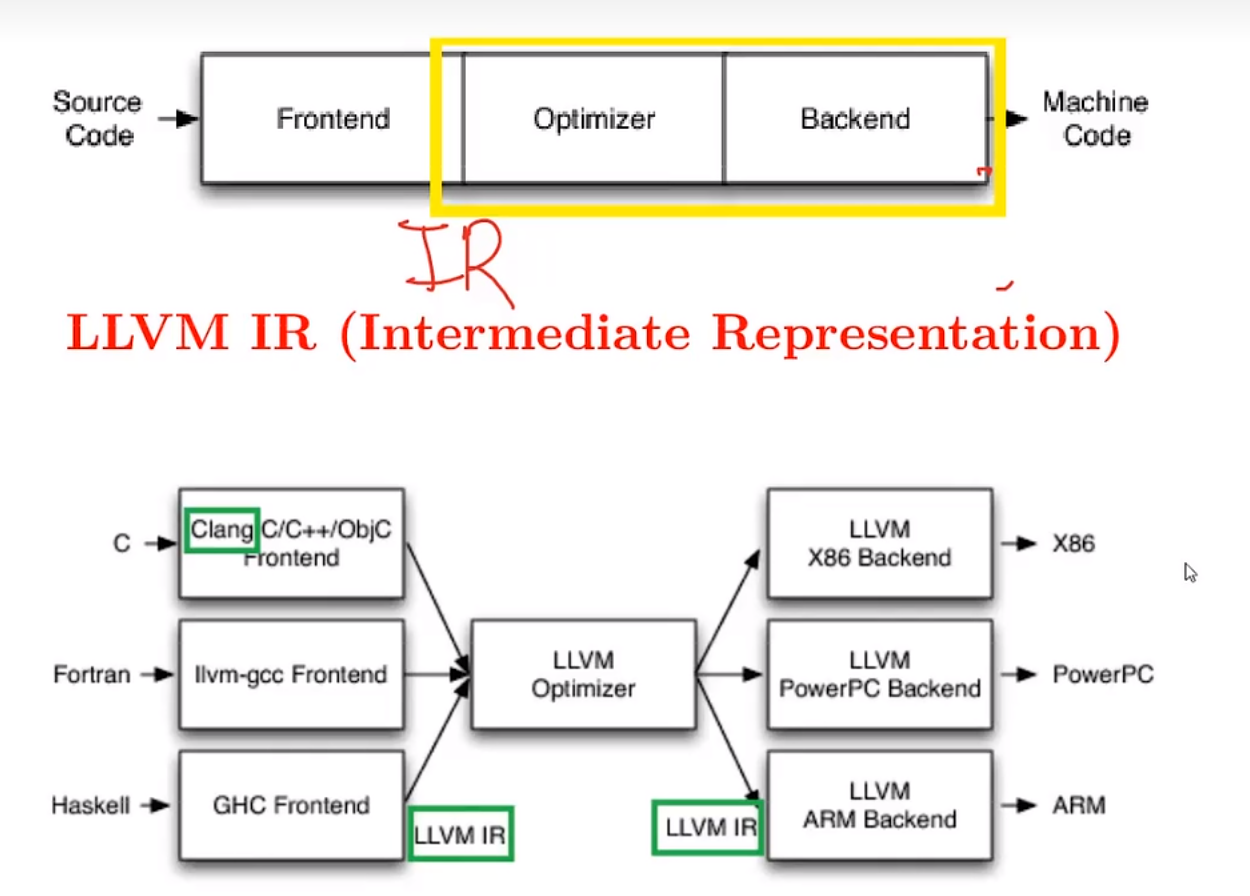 Source
Code
Frontend
Optimizer
Backend
Machine
Code
IR
LLVM IR (Intermediate Representation)
C
Clang C/C++/ObjC
Frontend
LLVM
X86 Backend
X86
Fortran
llvm-gcc Frontend
LLVM
Optimizer
LLVM
PowerPC Backend
PowerPC
Haskell
GHC Frontend
LLVM IR
LLVM IR
LLVM
ARM Backend
ARM